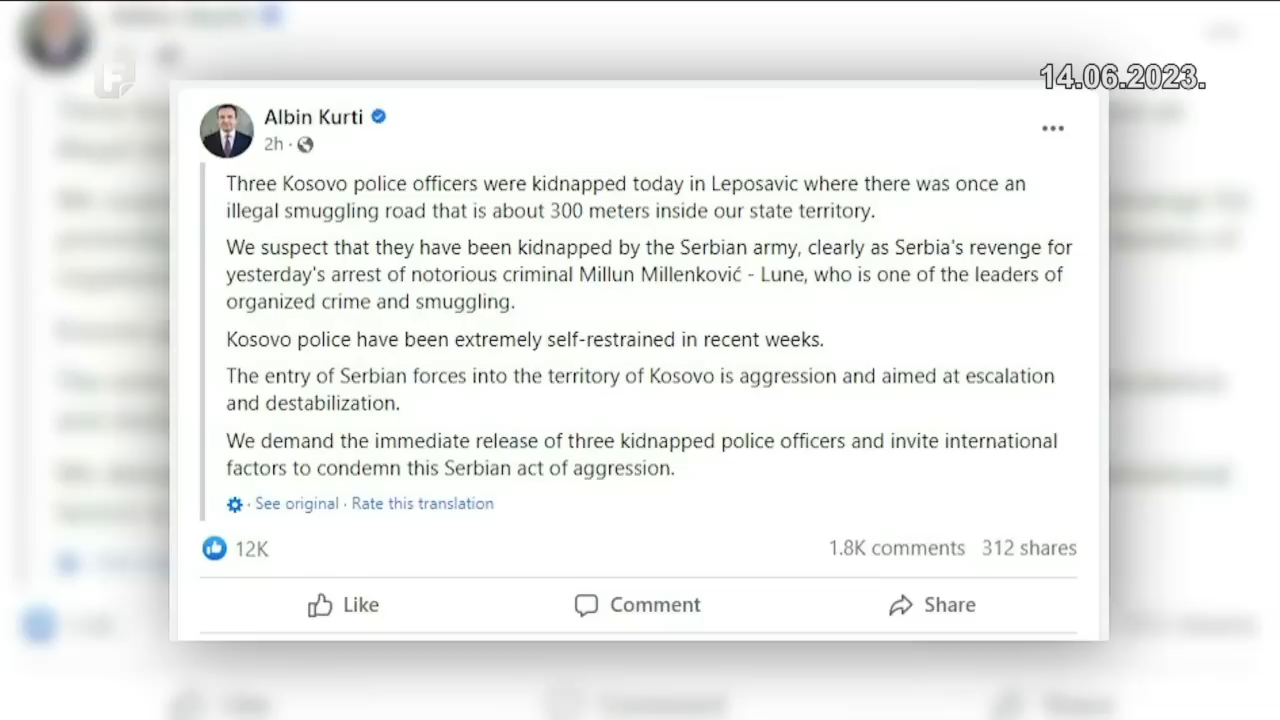 14.06.2023.
F
Albin Kurti
2h ·
Three Kosovo police officers were kidnapped today in Leposavic where there was once an
illegal smuggling road that is about 300 meters inside our state territory.
We suspect that they have been kidnapped by the Serbian army, clearly as Serbia's revenge for
yesterday's arrest of notorious criminal Millun Millenković - Lune, who is one of the leaders of
organized crime and smuggling.
Kosovo police have been extremely self-restrained in recent weeks.
The entry of Serbian forces into the territory of Kosovo is aggression and aimed at escalation
and destabilization.
We demand the immediate release of three kidnapped police officers and invite international
factors to condemn this Serbian act of aggression.
· See original · Rate this translation
12K 1.8K comments 312 shares
Like Comment Share